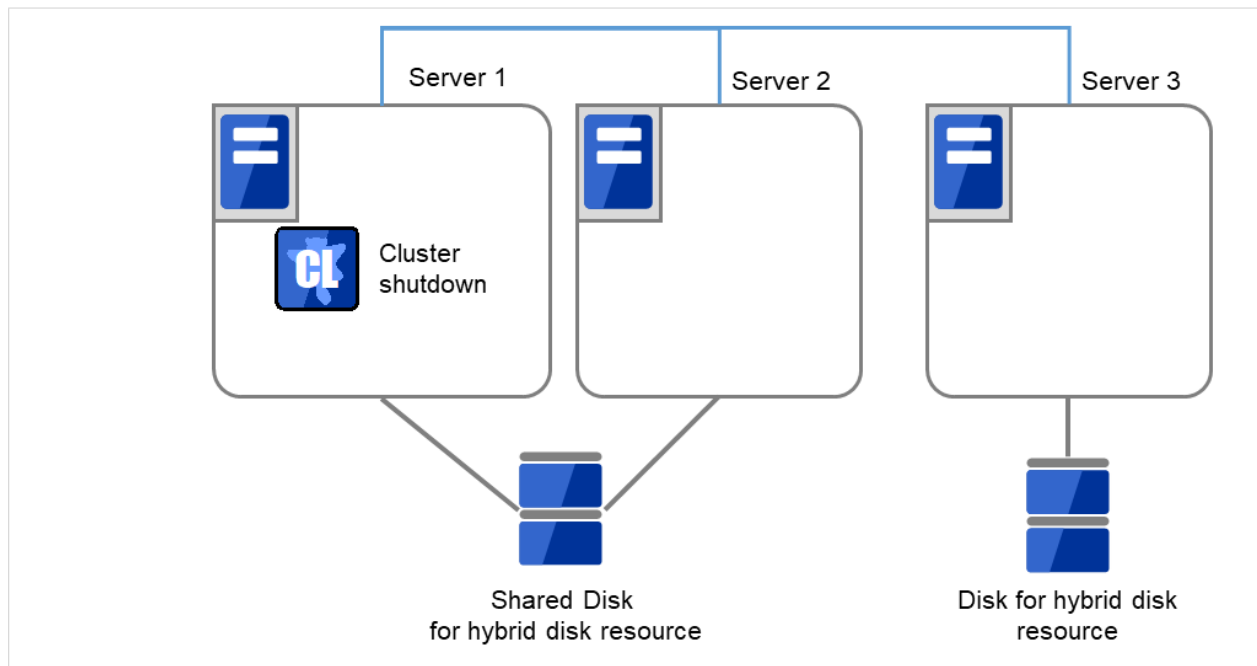 Server 1
Server 2
Server 3
CL
Cluster
shutdown
Shared Disk
for hybrid disk resource
Disk for hybrid disk
resource